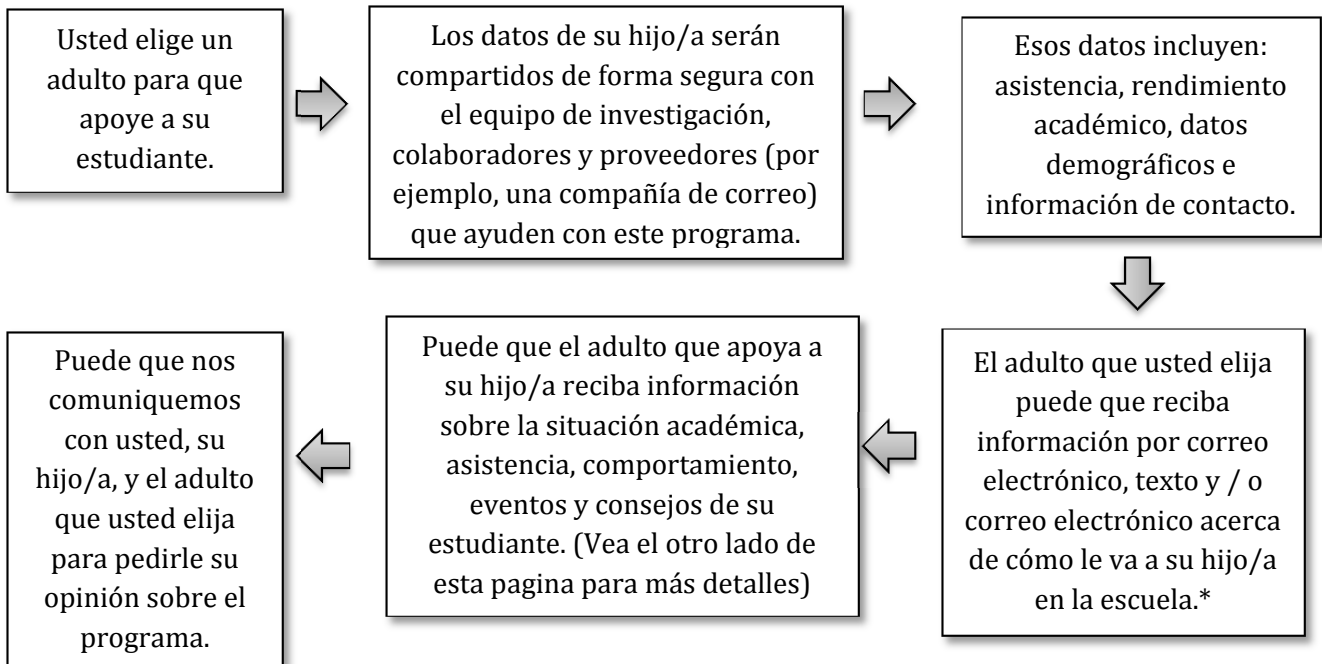 Usted elige un
adulto para que
apoye a su
estudiante.
Los datos de su hijo/a serán
compartidos de forma segura con
el equipo de investigación,
colaboradores y proveedores (por
ejemplo, una compañía de correo)
que ayuden con este programa.
Esos datos incluyen:
asistencia, rendimiento
académico, datos
demográficos e
información de contacto.
El adulto que usted elija
puede que reciba
información por correo
electrónico, texto y / o
correo electrónico acerca
de cómo le va a su hijo/a
en la escuela.*
Puede que el adulto que apoya a
su hijo/a reciba información
sobre la situación académica,
asistencia, comportamiento,
eventos y consejos de su
estudiante. (Vea el otro lado de
esta pagina para más detalles)
Puede que nos
comuniquemos
con usted, su
hijo/a, y el adulto
que usted elija
para pedirle su
opinión sobre el
programa.